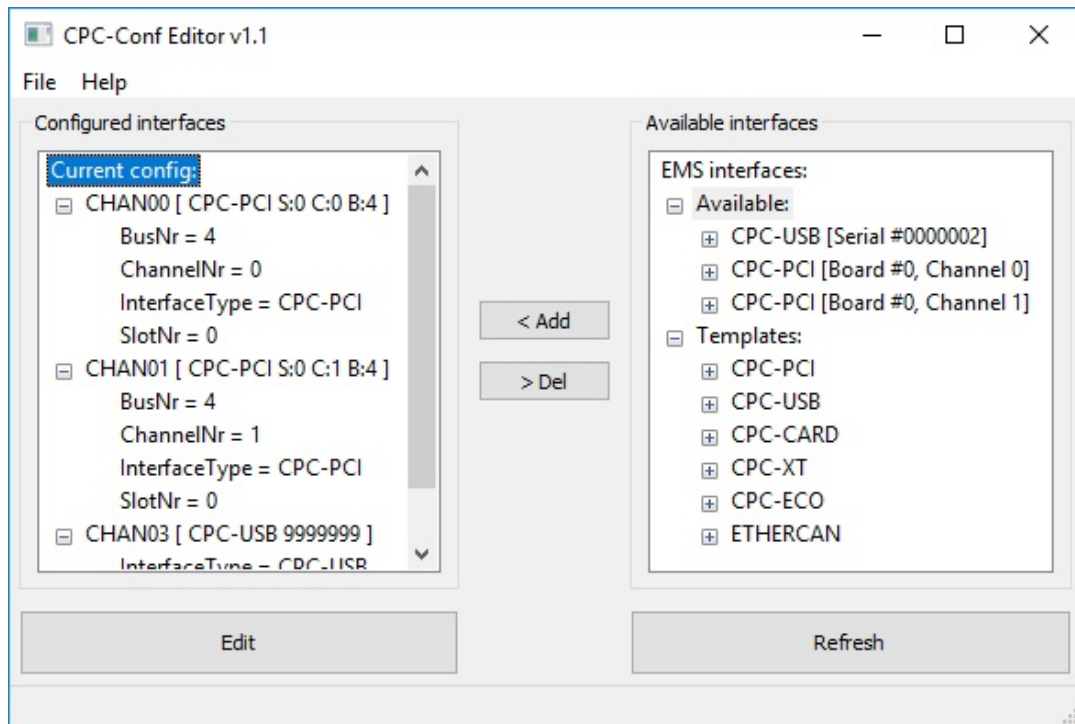 CPC-Conf Editor v1.1
File Help
Configured interfaces
Current config:
CHAN00 [ CPC-PCI S:0 C:0 B:4 ]
BusNr = 4
ChannelNr = 0
InterfaceType = CPC-PCI
SlotNr = 0
CHAN01 [ CPC-PCI S:0 C:1 B:4 ]
BusNr = 4
ChannelNr = 1
InterfaceType = CPC-PCI
SlotNr = 0
CHAN03 [ CPC-USB 9999999 ]
InterfaceType = CPC-USB
< Add
> Del
Available interfaces
EMS interfaces:
Available:
CPC-USB [Serial #0000002]
CPC-PCI [Board #0, Channel 0]
CPC-PCI [Board #0, Channel 1]
Templates:
CPC-PCI
CPC-USB
CPC-CARD
CPC-XT
CPC-ECO
ETHERCAN
Edit
Refresh